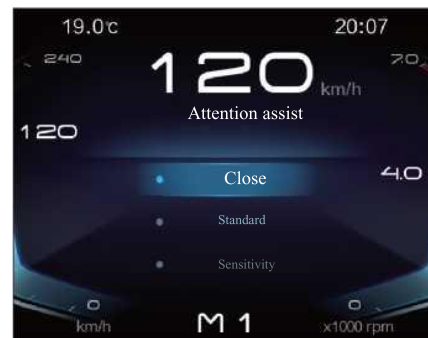 19.0℃ 20:07
240 120 km/h 7.0
Attention assist
120
Close 4.0
Standard
Sensitivity
0 0
km/h M 1 x1000 rpm